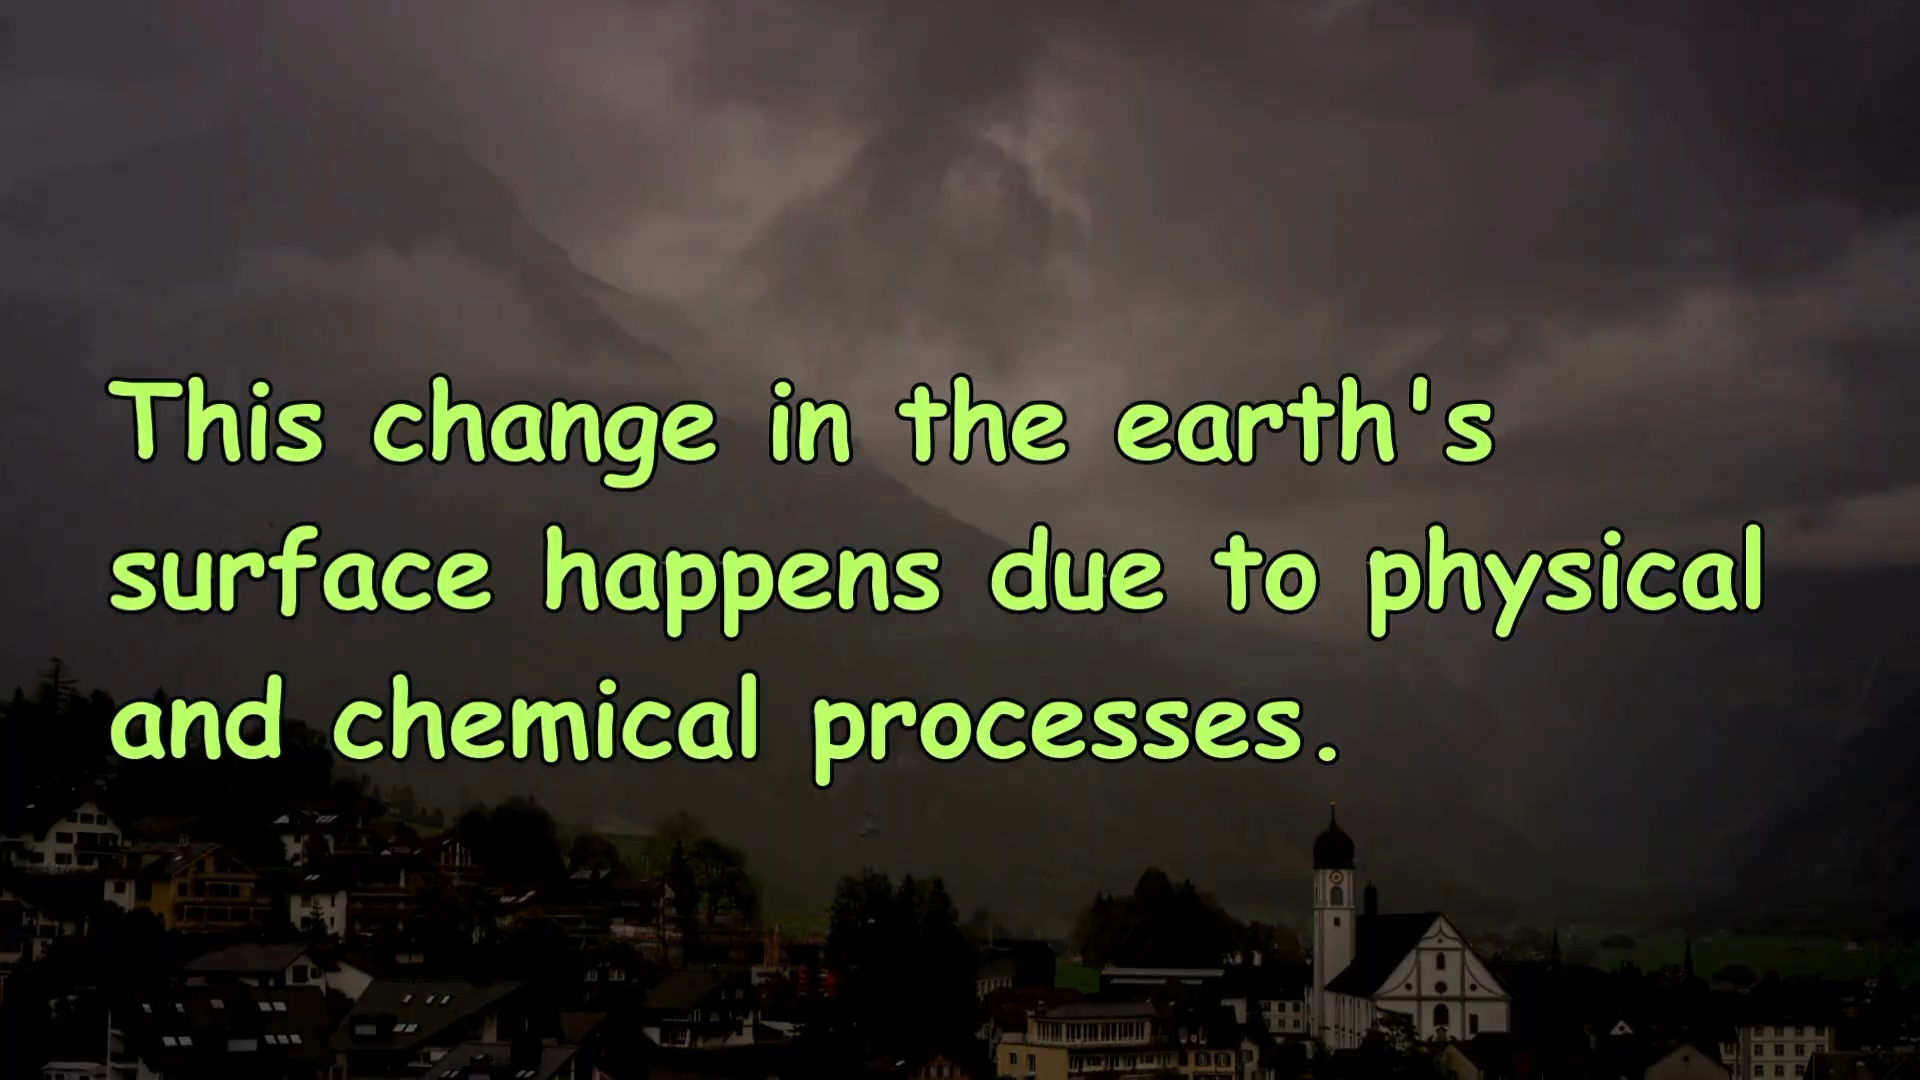 This change in the earth's
surface happens due to physical
and chemical processes.